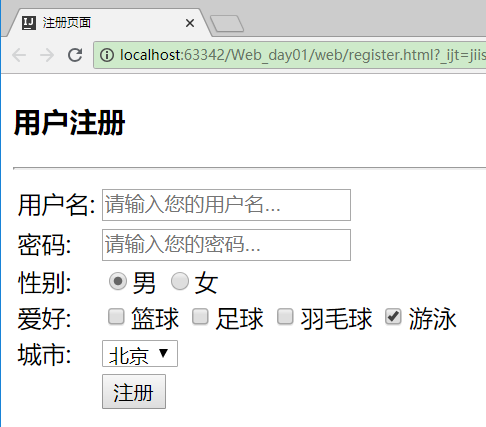 注册页面
localhost:63342/Web_day01/web/register.html?_ijt=jiis
用户注册
用户名: 请输入您的用户名...
密码: 请输入您的密码...
性别: 男 女
爱好: 篮球 足球 羽毛球 游泳
城市: 北京
注册